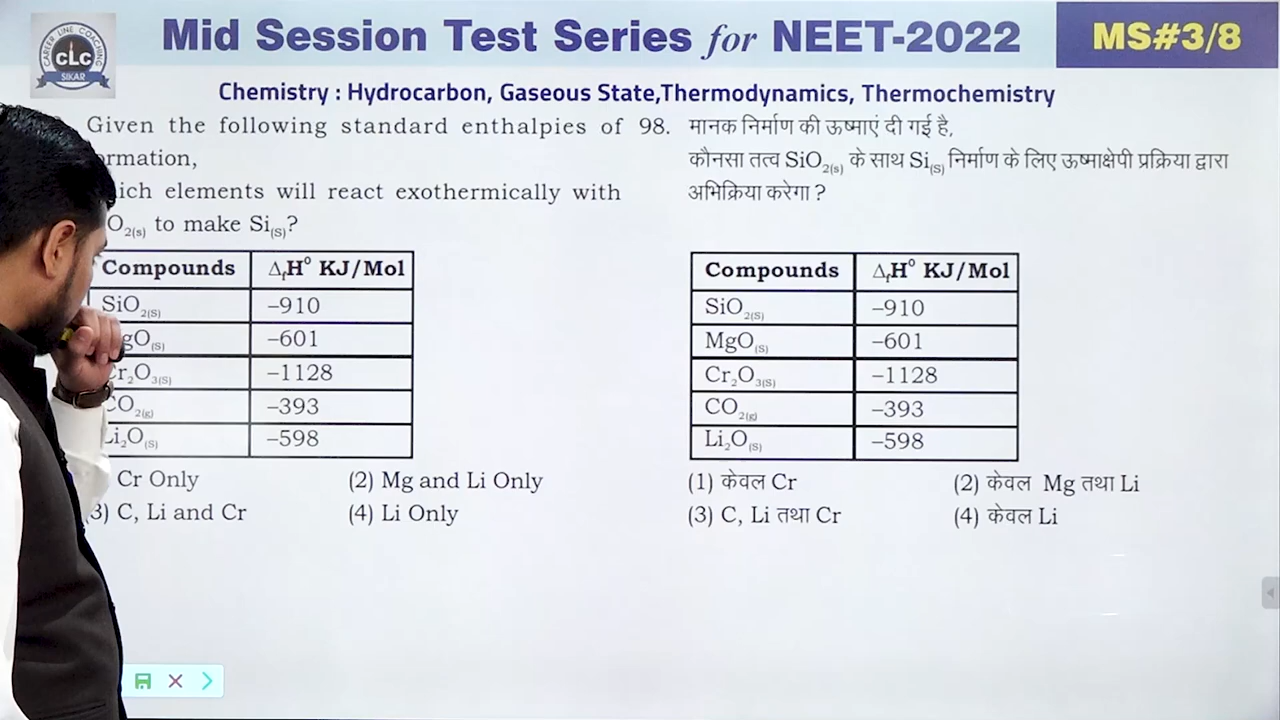 CAREER LINE COACHING
CLC
SIKAR
Mid Session Test Series for NEET-2022
MS#3/8
Chemistry : Hydrocarbon, Gaseous State,Thermodynamics, Thermochemistry
Given the following standard enthalpies of
rmation,
ich elements will react exothermically with
O₂₍ₛ₎ to make Si₍ₛ₎?
Compounds ΔfH⁰ KJ/Mol
SiO₂₍S₎ –910
gO₍S₎ –601
Cr₂O₃₍S₎ –1128
CO₂₍g₎ –393
Li₂O₍S₎ –598
Cr Only (2) Mg and Li Only
3) C, Li and Cr (4) Li Only
98. मानक निर्माण की ऊष्माएं दी गई है,
कौनसा तत्व SiO₂₍s₎ के साथ Si₍S₎ निर्माण के लिए ऊष्माक्षेपी प्रक्रिया द्वारा
अभिक्रिया करेगा ?
Compounds ΔfH⁰ KJ/Mol
SiO₂₍S₎ –910
MgO₍S₎ –601
Cr₂O₃₍S₎ –1128
CO₂₍g₎ –393
Li₂O₍S₎ –598
(1) केवल Cr (2) केवल Mg तथा Li
(3) C, Li तथा Cr (4) केवल Li